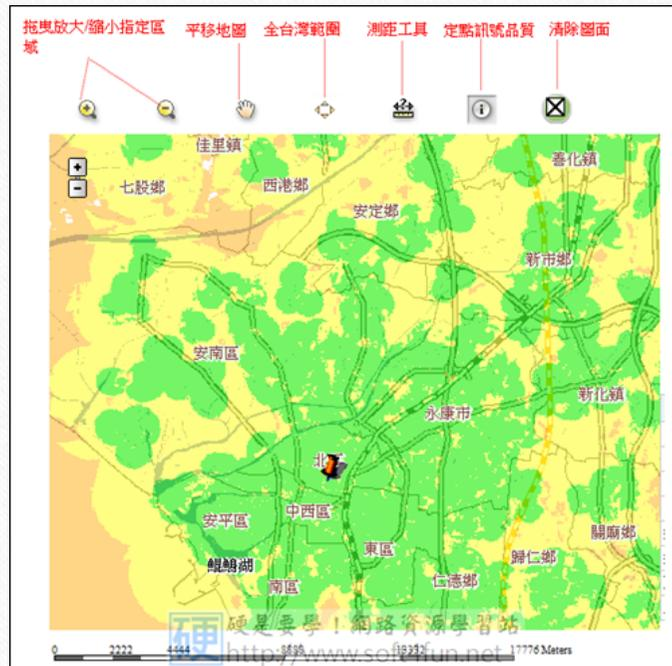 拖曳放大/縮小指定區域
平移地圖
全台灣範圍
測距工具
定點訊號品質
清除圖面
佳里鎮
善化鎮
七股鄉
西港鄉
安定鄉
新市鄉
安南區
新化鎮
永康市
北
中西區
安平區
東區
關廟鄉
歸仁鄉
鯤鯓湖
南區
仁德鄉
硬
硬是要學！網路資源學習站
0 2222 4444 8888 13332 17776 Meters
http://www.soft4fun.net